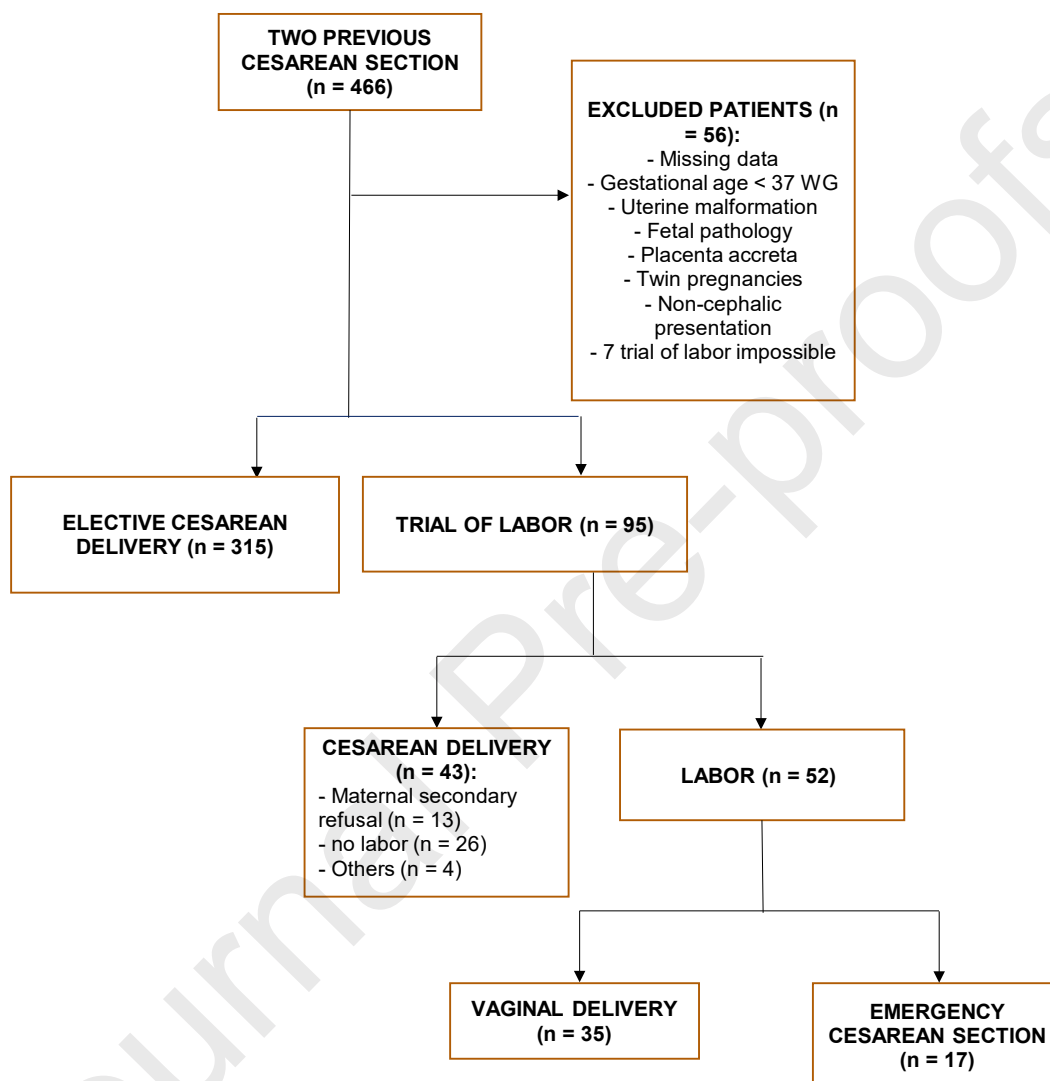 TWO PREVIOUS
CESAREAN SECTION
(n = 466)
EXCLUDED PATIENTS (n
= 56):
- Missing data
- Gestational age < 37 WG
- Uterine malformation
- Fetal pathology
- Placenta accreta
- Twin pregnancies
- Non-cephalic
presentation
- 7 trial of labor impossible
ELECTIVE CESAREAN
DELIVERY (n = 315)
TRIAL OF LABOR (n = 95)
CESAREAN DELIVERY
(n = 43):
- Maternal secondary
refusal (n = 13)
- no labor (n = 26)
- Others (n = 4)
LABOR (n = 52)
VAGINAL DELIVERY
(n = 35)
EMERGENCY
CESAREAN SECTION
(n = 17)
urnal Pre-proofs